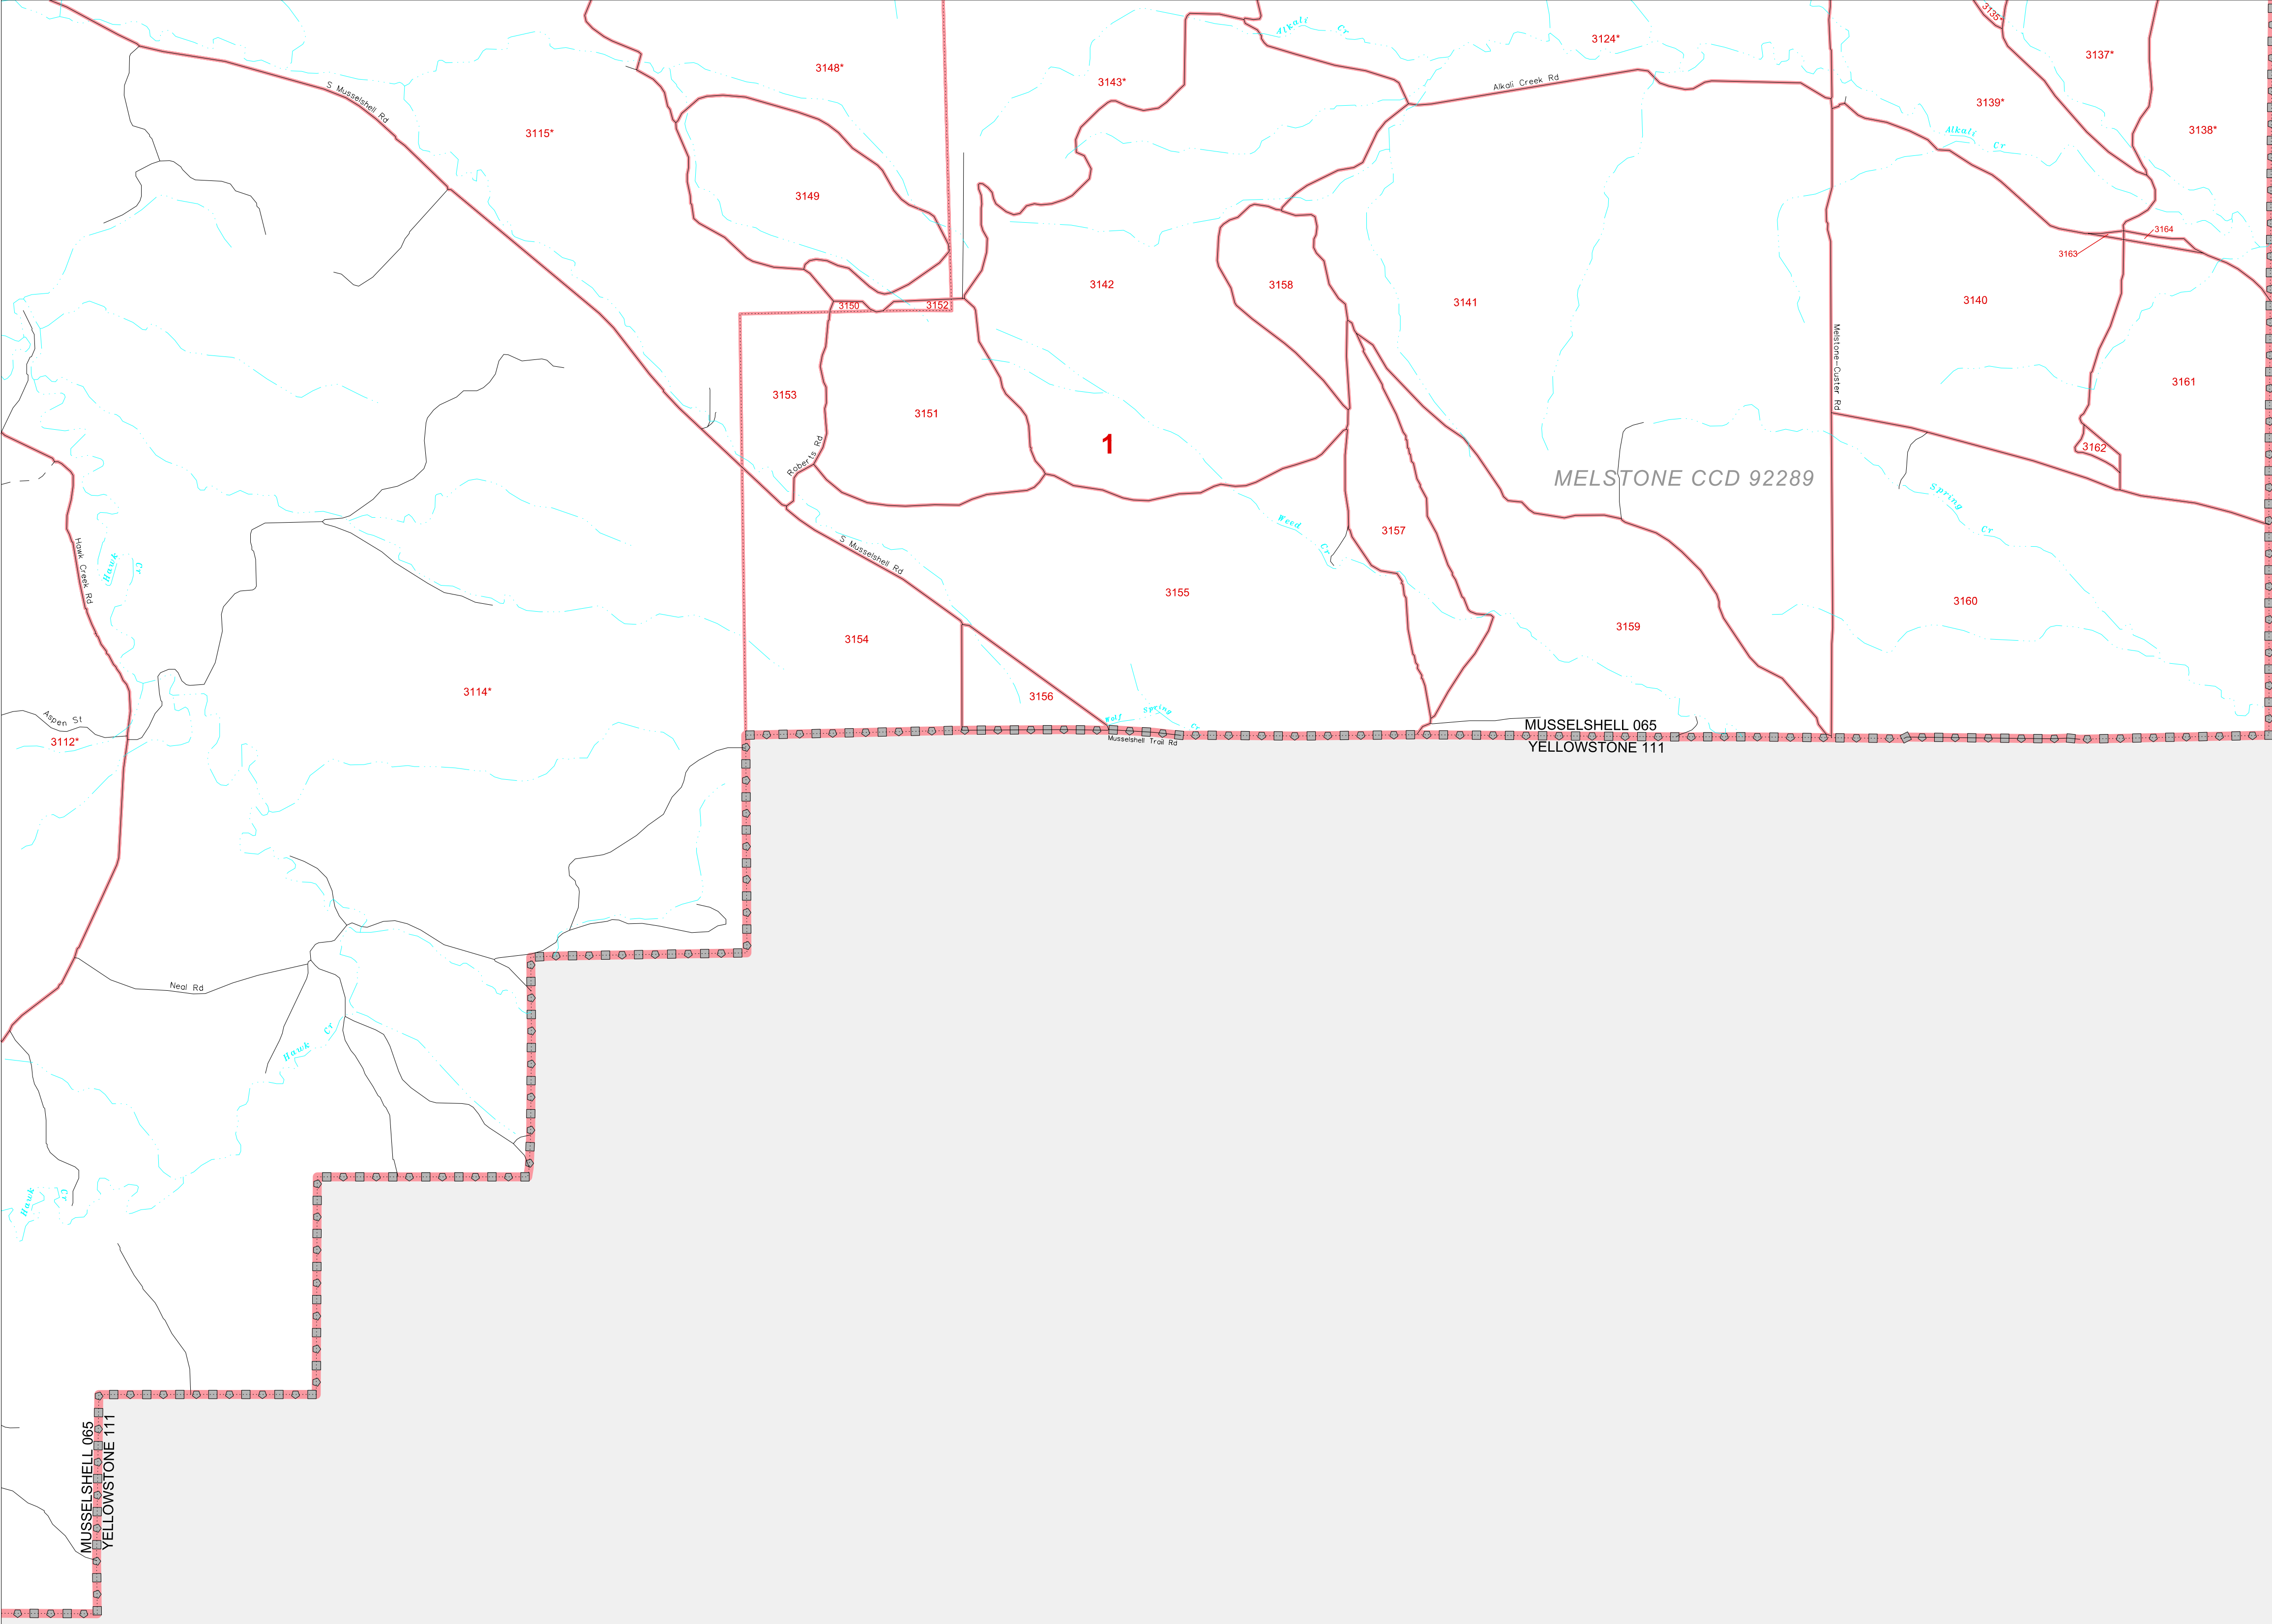 3135*
Alkali
Cr
3124*
3137*
3148*
3143*
Alkali Creek Rd
S Musselshell Rd
3139*
3115*
3138*
Alkali
Cr
3149
3164
3163
3142
3158
3150
3152
3141
3140
Melstone-Custer Rd
3161
3153
3151
1
Roberts Rd
3162
MELSTONE CCD 92289
Spring
Cr
Weed
Cr
3157
Hawk Creek Rd
S Musselshell Rd
Hawk
Cr
3155
3160
3159
3154
3114*
3156
Aspen St
Wolf
Spring
Cr
3112*
MUSSELSHELL 065
Musselshell Trail Rd
YELLOWSTONE 111
Neal Rd
Hawk
Cr
Hawk
Cr
MUSSELSHELL 065
YELLOWSTONE 111